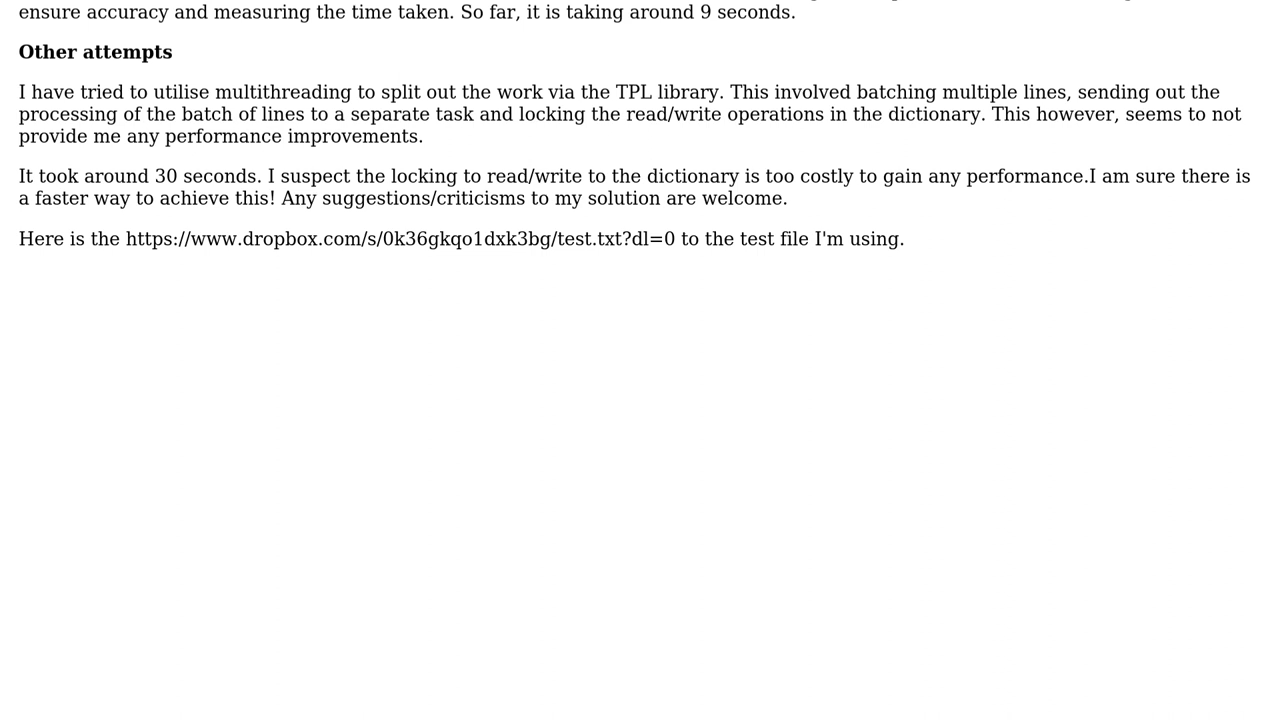 ensure accuracy and measuring the time taken. So far, it is taking around 9 seconds.
Other attempts
I have tried to utilise multithreading to split out the work via the TPL library. This involved batching multiple lines, sending out the
processing of the batch of lines to a separate task and locking the read/write operations in the dictionary. This however, seems to not
provide me any performance improvements.
It took around 30 seconds. I suspect the locking to read/write to the dictionary is too costly to gain any performance.I am sure there is
a faster way to achieve this! Any suggestions/criticisms to my solution are welcome.
Here is the https://www.dropbox.com/s/0k36gkqo1dxk3bg/test.txt?dl=0 to the test file I'm using.